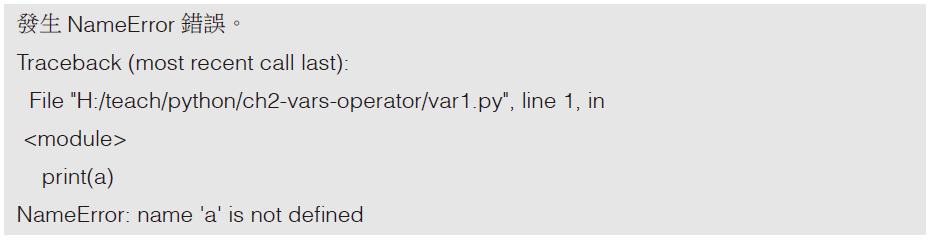 發生 NameError 錯誤。
Traceback (most recent call last):
File "H:/teach/python/ch2-vars-operator/var1.py", line 1, in
<module>
print(a)
NameError: name 'a' is not defined